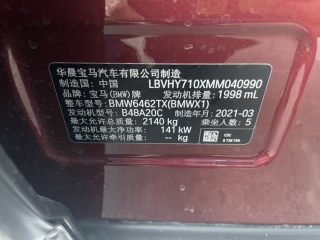 华晨宝马汽车有限公司制造
制造国：中国 LBVHY710XMM040990
品牌：宝马(BMW)牌 发动机排量：1998 mL
整车型号：BMW6462TX(BMWX1)
发动机型号：B48A20C 制造年月：2021-03
最大允许总质量：2140 kg 乘坐人数：5
发动机最大净功率：141 kW
最大允许牵引质量：-- kg